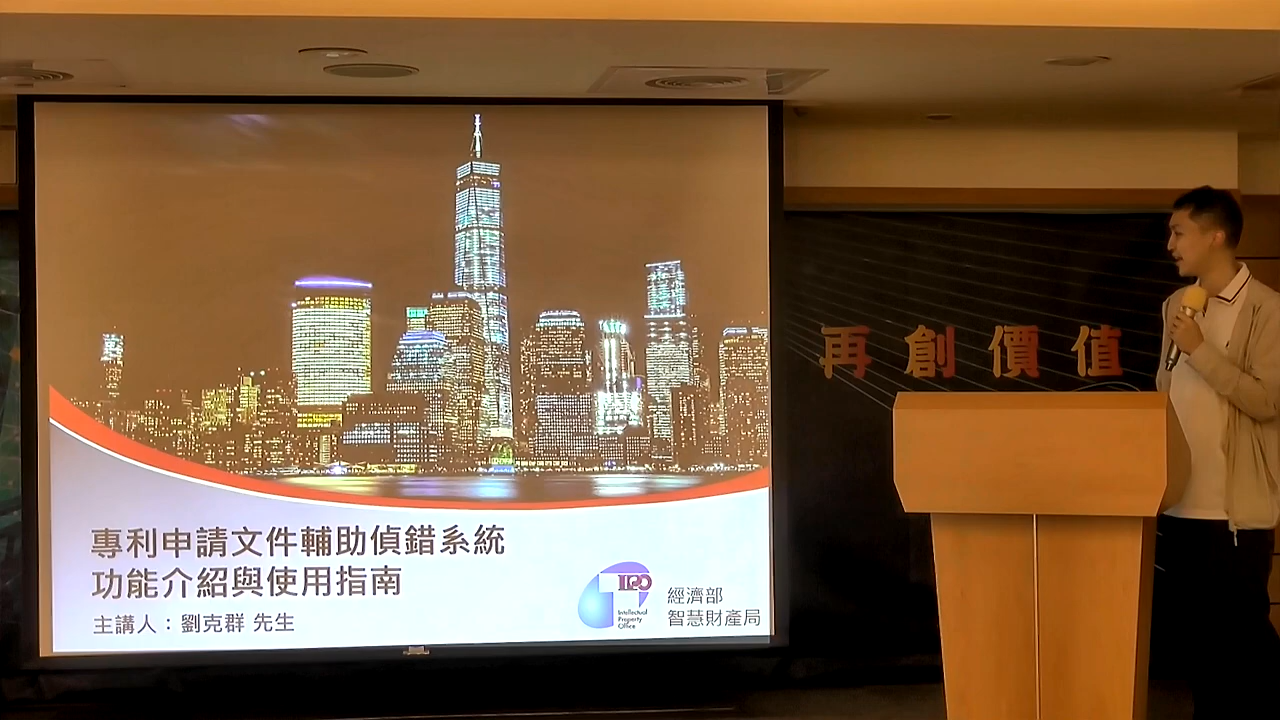 專利申請文件輔助偵錯系統
功能介紹與使用指南
主講人：劉克群 先生
TIPO
Intellectual
Property
Office
經濟部
智慧財產局
再創價值